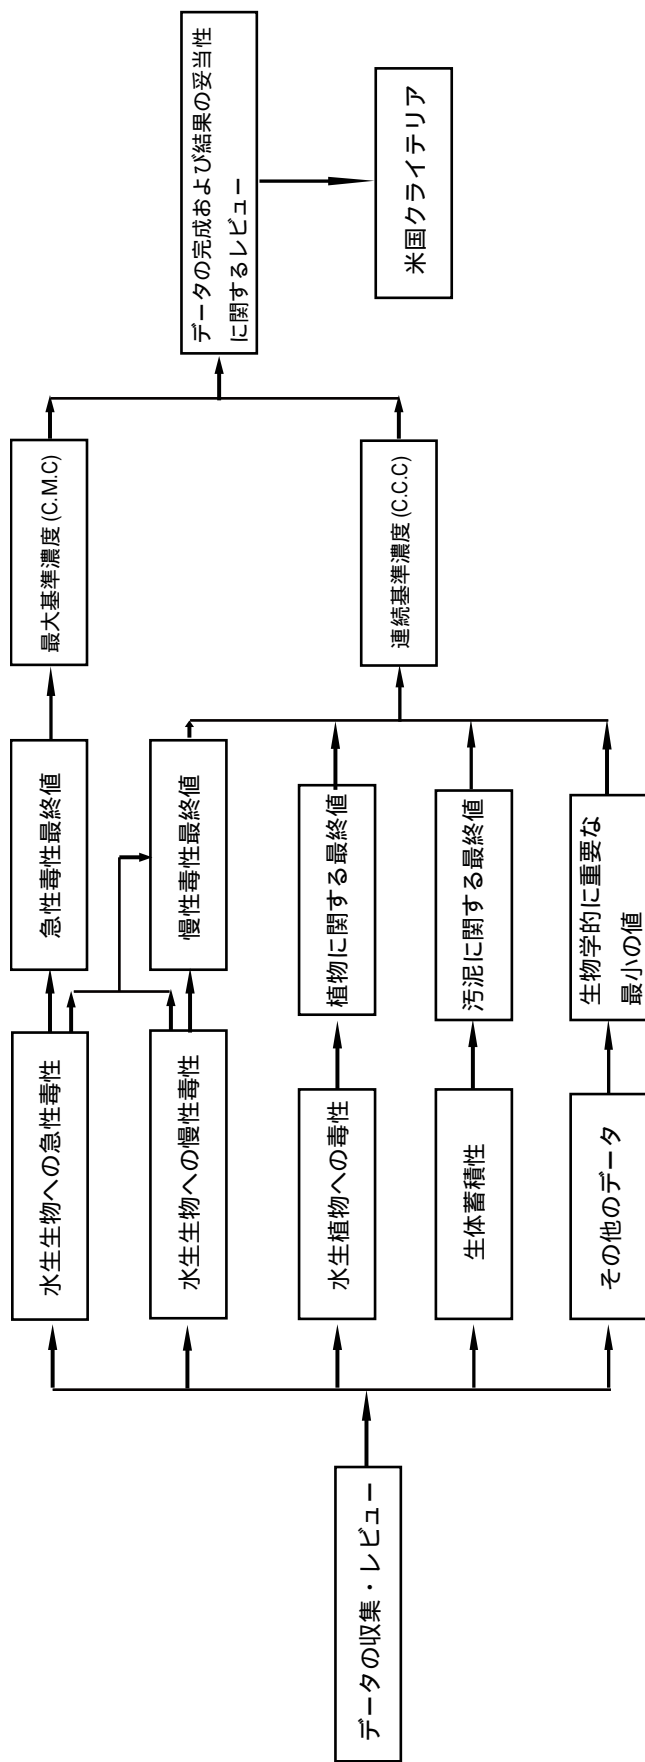 データの収集・レビュー
水生生物への急性毒性
水生生物への慢性毒性
水生植物への毒性
生体蓄積性
その他のデータ
急性毒性最終値
慢性毒性最終値
植物に関する最終値
汚泥に関する最終値
生物学的に重要な
最小の値
最大基準濃度(C.M.C)
連続基準濃度(C.C.C)
データの完成および結果の妥当性
に関するレビュー
米国クライテリア